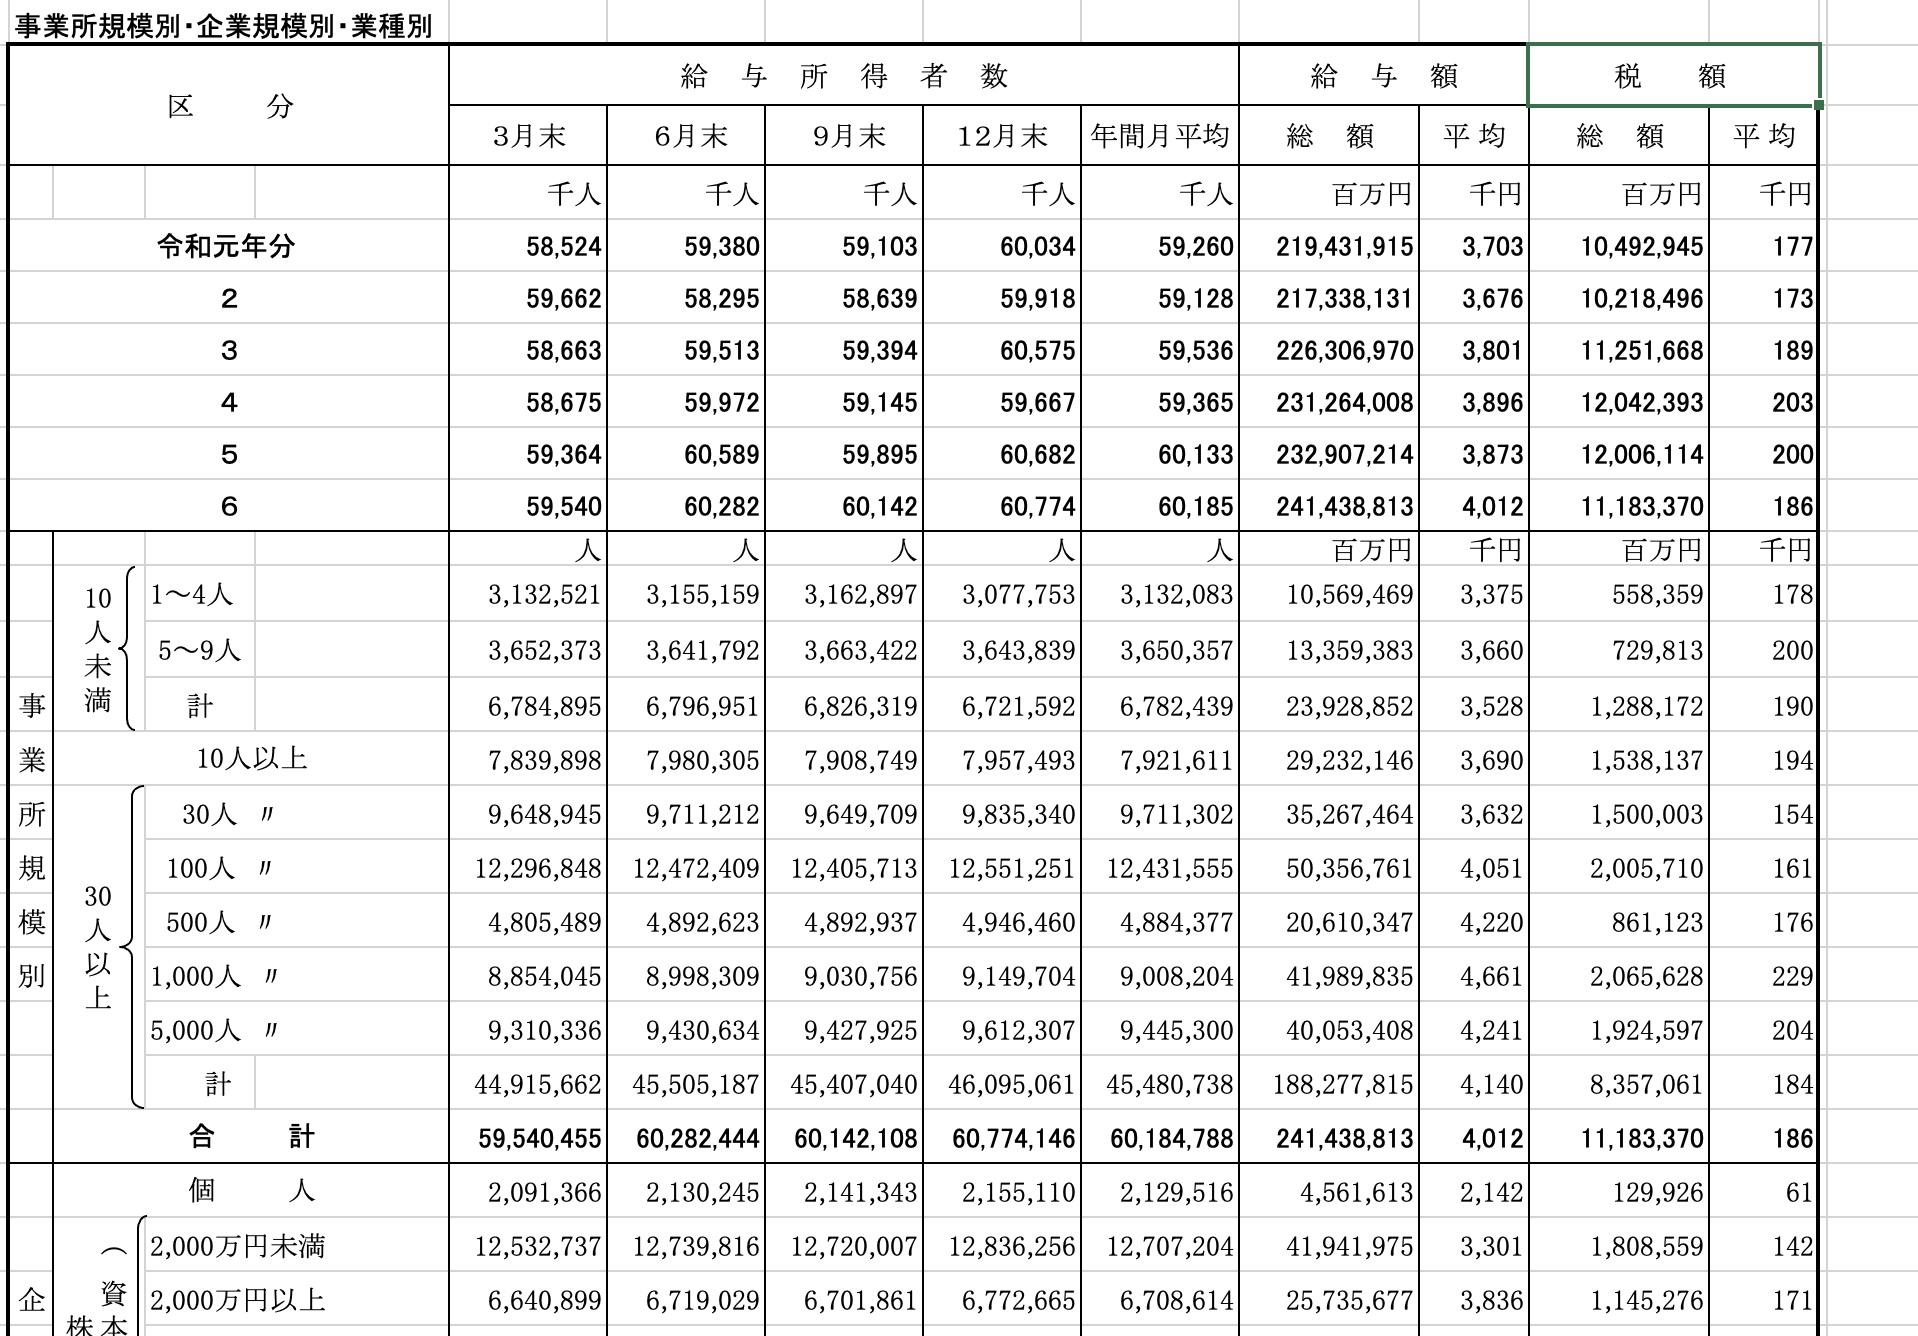 事業所規模別･企業規模別･業種別
区　分 給与所得者数 給与額 税額
3月末 6月末 9月末 12月末 年間月平均 総額 平均 総額 平均
千人 千人 千人 千人 千人 百万円 千円 百万円 千円
令和元年分 58,524 59,380 59,103 60,034 59,260 219,431,915 3,703 10,492,945 177
2 59,662 58,295 58,639 59,918 59,128 217,338,131 3,676 10,218,496 173
3 58,663 59,513 59,394 60,575 59,536 226,306,970 3,801 11,251,668 189
4 58,675 59,972 59,145 59,667 59,365 231,264,008 3,896 12,042,393 203
5 59,364 60,589 59,895 60,682 60,133 232,907,214 3,873 12,006,114 200
6 59,540 60,282 60,142 60,774 60,185 241,438,813 4,012 11,183,370 186
人 人 人 人 人 百万円 千円 百万円 千円
事業所規模別
10人未満
1～4人 3,132,521 3,155,159 3,162,897 3,077,753 3,132,083 10,569,469 3,375 558,359 178
5～9人 3,652,373 3,641,792 3,663,422 3,643,839 3,650,357 13,359,383 3,660 729,813 200
計 6,784,895 6,796,951 6,826,319 6,721,592 6,782,439 23,928,852 3,528 1,288,172 190
10人以上 7,839,898 7,980,305 7,908,749 7,957,493 7,921,611 29,232,146 3,690 1,538,137 194
30人以上
30人 〃 9,648,945 9,711,212 9,649,709 9,835,340 9,711,302 35,267,464 3,632 1,500,003 154
100人 〃 12,296,848 12,472,409 12,405,713 12,551,251 12,431,555 50,356,761 4,051 2,005,710 161
500人 〃 4,805,489 4,892,623 4,892,937 4,946,460 4,884,377 20,610,347 4,220 861,123 176
1,000人 〃 8,854,045 8,998,309 9,030,756 9,149,704 9,008,204 41,989,835 4,661 2,065,628 229
5,000人 〃 9,310,336 9,430,634 9,427,925 9,612,307 9,445,300 40,053,408 4,241 1,924,597 204
計 44,915,662 45,505,187 45,407,040 46,095,061 45,480,738 188,277,815 4,140 8,357,061 184
合　計 59,540,455 60,282,444 60,142,108 60,774,146 60,184,788 241,438,813 4,012 11,183,370 186
個　人 2,091,366 2,130,245 2,141,343 2,155,110 2,129,516 4,561,613 2,142 129,926 61
企
株
（資本
2,000万円未満 12,532,737 12,739,816 12,720,007 12,836,256 12,707,204 41,941,975 3,301 1,808,559 142
2,000万円以上 6,640,899 6,719,029 6,701,861 6,772,665 6,708,614 25,735,677 3,836 1,145,276 171